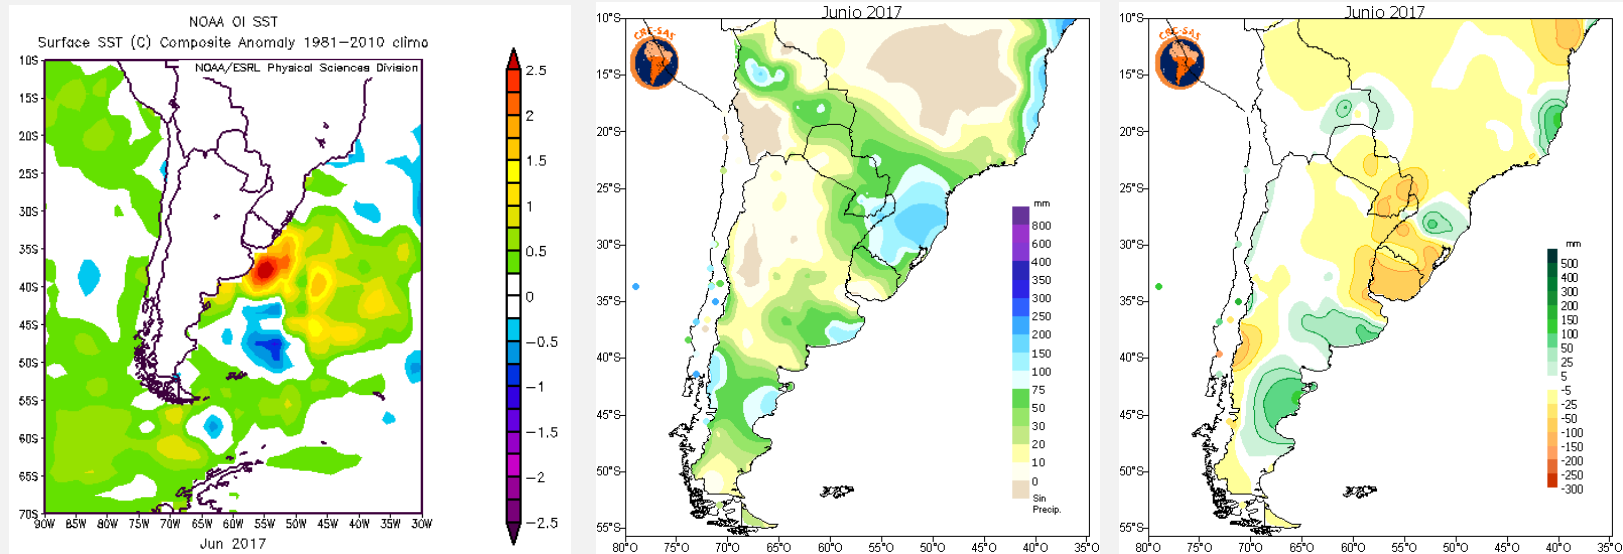 NOAA OI SST
Surface SST (C) Composite Anomaly 1981−2010 climo
NOAA/ESRL Physical Sciences Division
10S
15S
20S
25S
30S
35S
40S
45S
50S
55S
60S
65S
70S
90W 85W 80W 75W 70W 65W 60W 55W 50W 45W 40W 35W 30W
Jun 2017
2.5
2
1.5
1
0.5
0
−0.5
−1
−1.5
−2
−2.5
Junio 2017
CRC-SAS
10°S
15°S
20°S
25°S
30°S
35°S
40°S
45°S
50°S
55°S
80°O 75°O 70°O 65°O 60°O 55°O 50°O 45°O 40°O 35°O
mm
800
600
400
350
300
250
200
150
100
75
50
30
20
10
0
Sin
Precip.
Junio 2017
CRC-SAS
10°S
15°S
20°S
25°S
30°S
35°S
40°S
45°S
50°S
55°S
80°O 75°O 70°O 65°O 60°O 55°O 50°O 45°O 40°O 35°O
mm
500
400
300
200
100
50
25
5
-5
-25
-50
-100
-150
-200
-250
-300